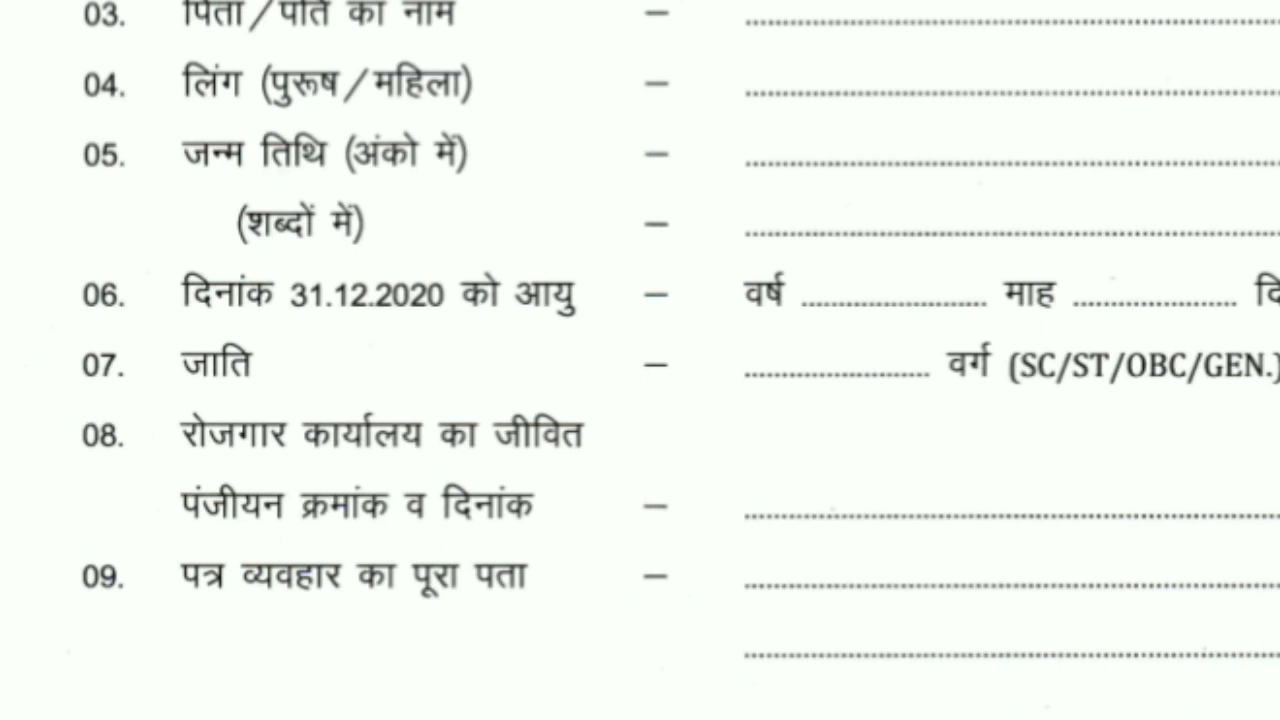 03. पिता/पति का नाम – ........................
04. लिंग (पुरूष/महिला) – ........................
05. जन्म तिथि (अंको में) – ........................
(शब्दों में) – ........................
06. दिनांक 31.12.2020 को आयु – वर्ष .................... माह ..................
07. जाति – .................... वर्ग (SC/ST/OBC/GEN.)
08. रोजगार कार्यालय का जीवित
पंजीयन क्रमांक व दिनांक – ........................
09. पत्र व्यवहार का पूरा पता – ........................
........................